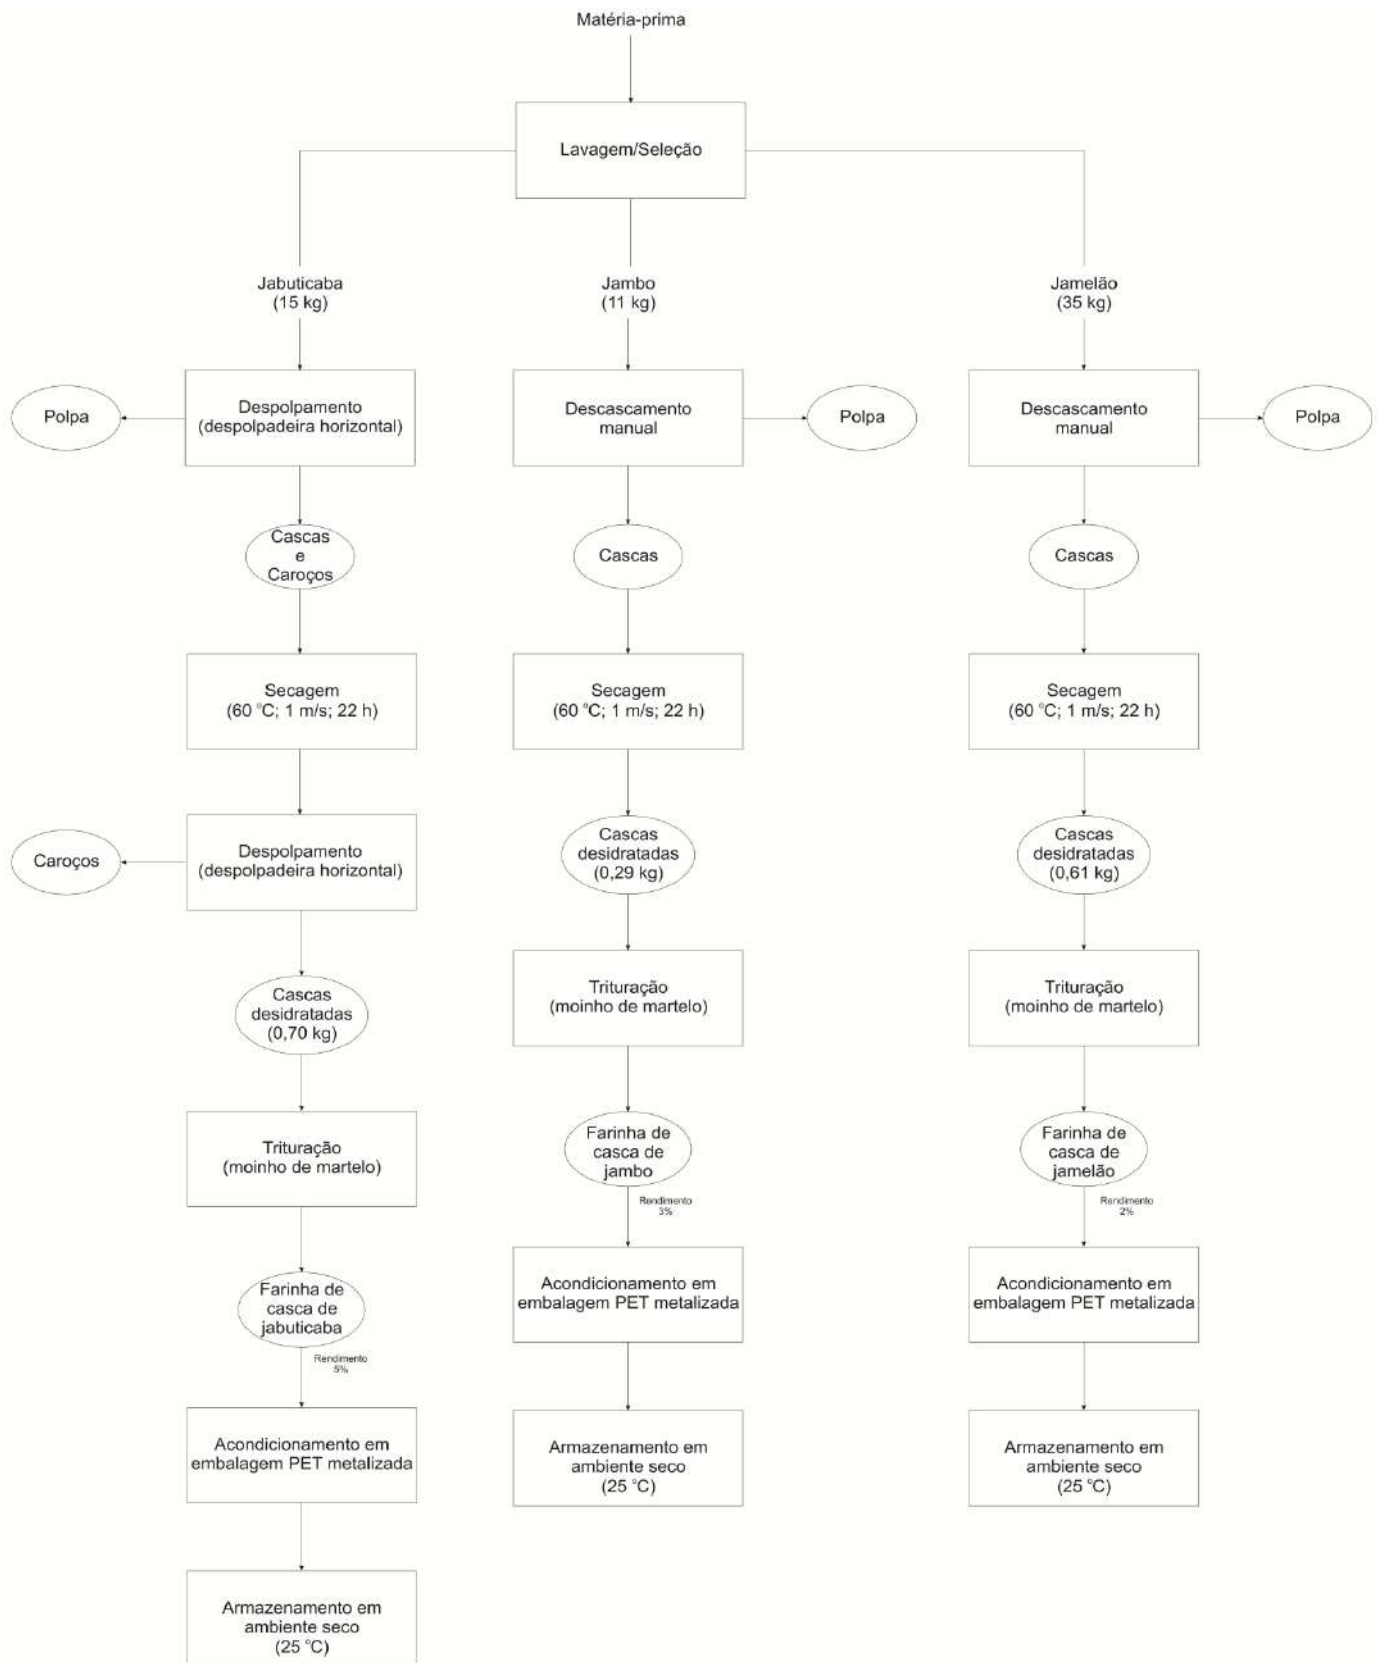 Matéria-prima
Lavagem/Seleção
Jabuticaba
(15 kg)
Jambo
(11 kg)
Jamelão
(35 kg)
Polpa
Despolpamento
(despolpadeira horizontal)
Descascamento
manual
Polpa
Descascamento
manual
Polpa
Cascas
e
Caroços
Cascas
Cascas
Secagem
(60 °C; 1 m/s; 22 h)
Secagem
(60 °C; 1 m/s; 22 h)
Secagem
(60 °C; 1 m/s; 22 h)
Caroços
Despolpamento
(despolpadeira horizontal)
Cascas
desidratadas
(0,29 kg)
Cascas
desidratadas
(0,61 kg)
Cascas
desidratadas
(0,70 kg)
Trituração
(moinho de martelo)
Trituração
(moinho de martelo)
Trituração
(moinho de martelo)
Farinha de
casca de
jambo
Farinha de
casca de
jamelão
Rendimento
3%
Rendimento
2%
Farinha de
casca de
jabuticaba
Acondicionamento em
embalagem PET metalizada
Acondicionamento em
embalagem PET metalizada
Rendimento
5%
Acondicionamento em
embalagem PET metalizada
Armazenamento em
ambiente seco
(25 °C)
Armazenamento em
ambiente seco
(25 °C)
Armazenamento em
ambiente seco
(25 °C)